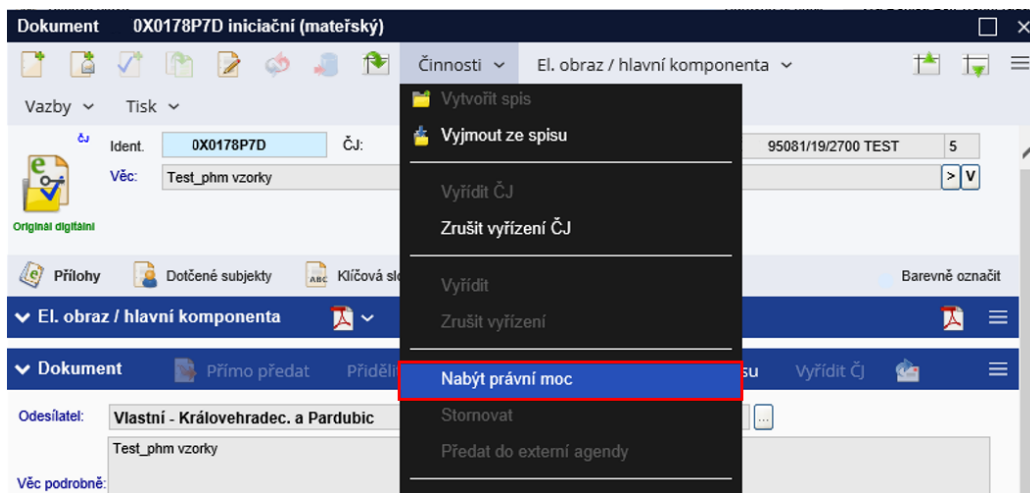 Dokument 0X0178P7D iniciační (mateřský)
Činnosti El. obraz / hlavní komponenta
Vazby Tisk
Vytvořit spis
Vyjmout ze spisu
Vyřídit ČJ
Zrušit vyřízení ČJ
Vyřídit
Zrušit vyřízení
Nabýt právní moc
Stornovat
Předat do externí agendy
ČJ
Ident. 0X0178P7D ČJ: 95081/19/2700 TEST 5
Věc: Test_phm vzorky > V
Originál digitální
Přílohy Dotčené subjekty ABC Klíčová slo Barevně označit
El. obraz / hlavní komponenta
Dokument Přímo předat Přidělit su Vyřídit ČJ
Odesílatel: Vlastní - Královehradec. a Pardubic ...
Test_phm vzorky
Věc podrobně: